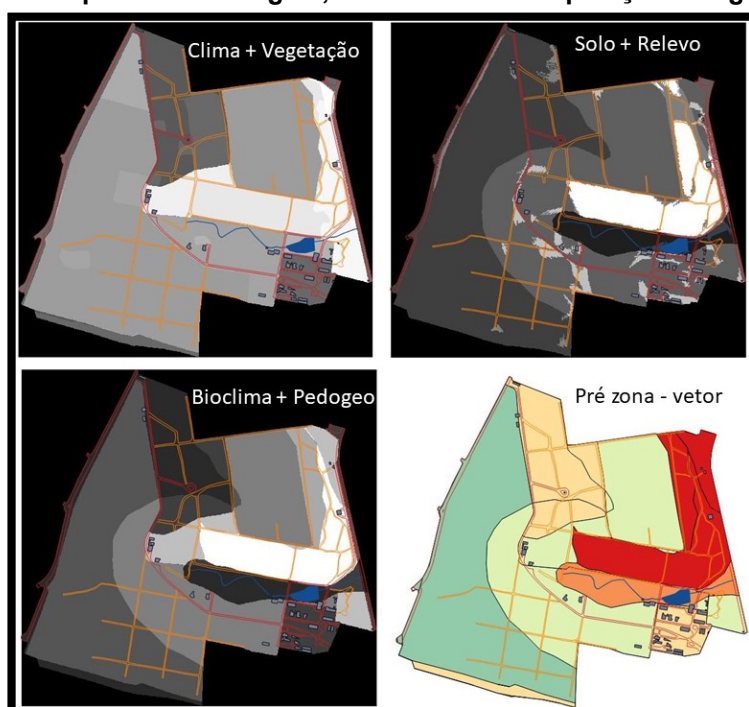 Clima + Vegetação
Solo + Relevo
Bioclima + Pedogeo
Pré zona - vetor